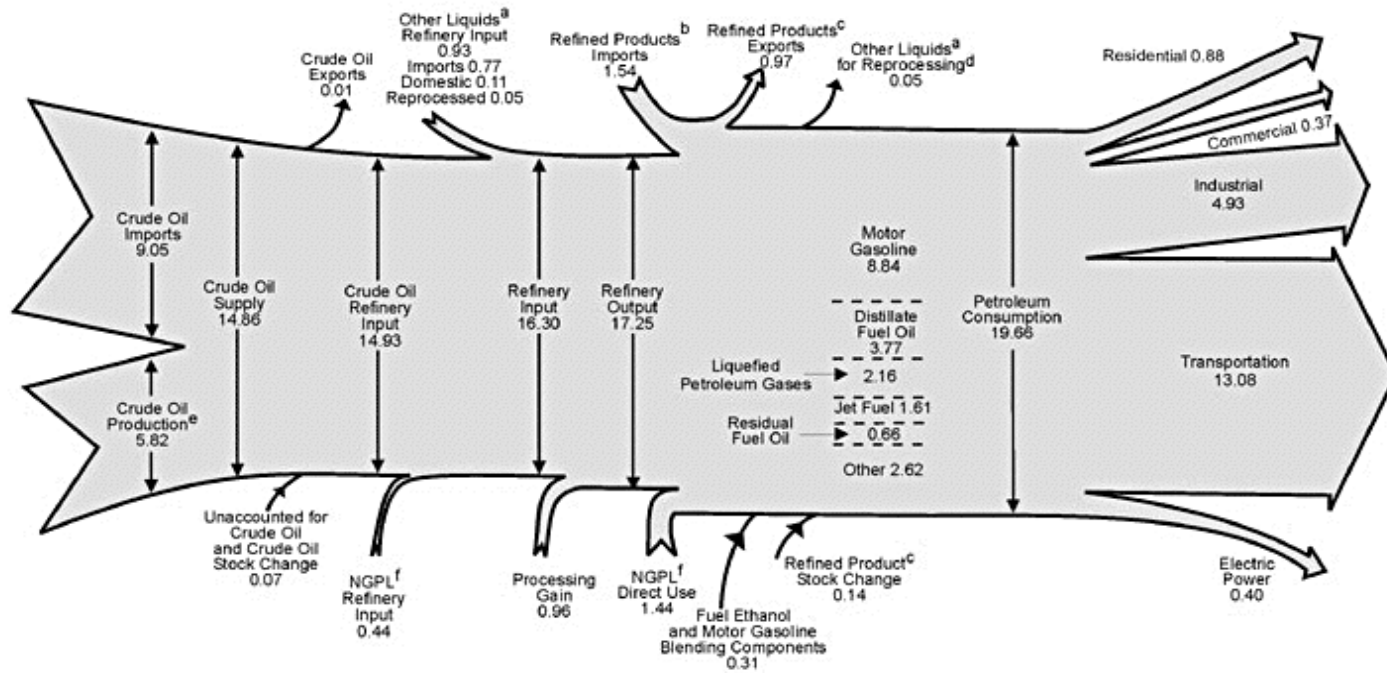 Crude Oil
Exports
0.01
Other Liquids^a
Refinery Input
0.93
Imports 0.77
Domestic 0.11
Reprocessed 0.05
Refined Products^b
Imports
1.54
Refined Products^c
Exports
0.97
Other Liquids^a
for Reprocessing^d
0.05
Residential 0.88
Commercial 0.37
Industrial
4.93
Crude Oil
Imports
9.05
Crude Oil
Supply
14.86
Crude Oil
Refinery
Input
14.93
Refinery
Input
16.30
Refinery
Output
17.25
Motor
Gasoline
8.84
Distillate
Fuel Oil
3.77
Liquefied
Petroleum Gases
2.16
Jet Fuel 1.61
Residual
Fuel Oil
0.66
Other 2.62
Petroleum
Consumption
19.66
Transportation
13.08
Crude Oil
Production^e
5.82
Unaccounted for
Crude Oil
and Crude Oil
Stock Change
0.07
NGPL^f
Refinery
Input
0.44
Processing
Gain
0.96
NGPL^f
Direct Use
1.44
Fuel Ethanol
and Motor Gasoline
Blending Components
0.31
Refined Product^c
Stock Change
0.14
Electric
Power
0.40